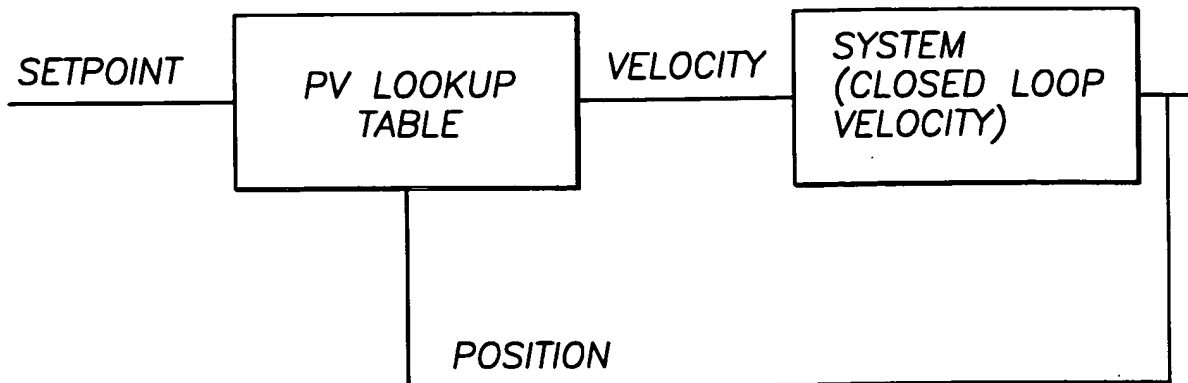 SETPOINT
PV LOOKUP
TABLE
VELOCITY
SYSTEM
(CLOSED LOOP
VELOCITY)
POSITION